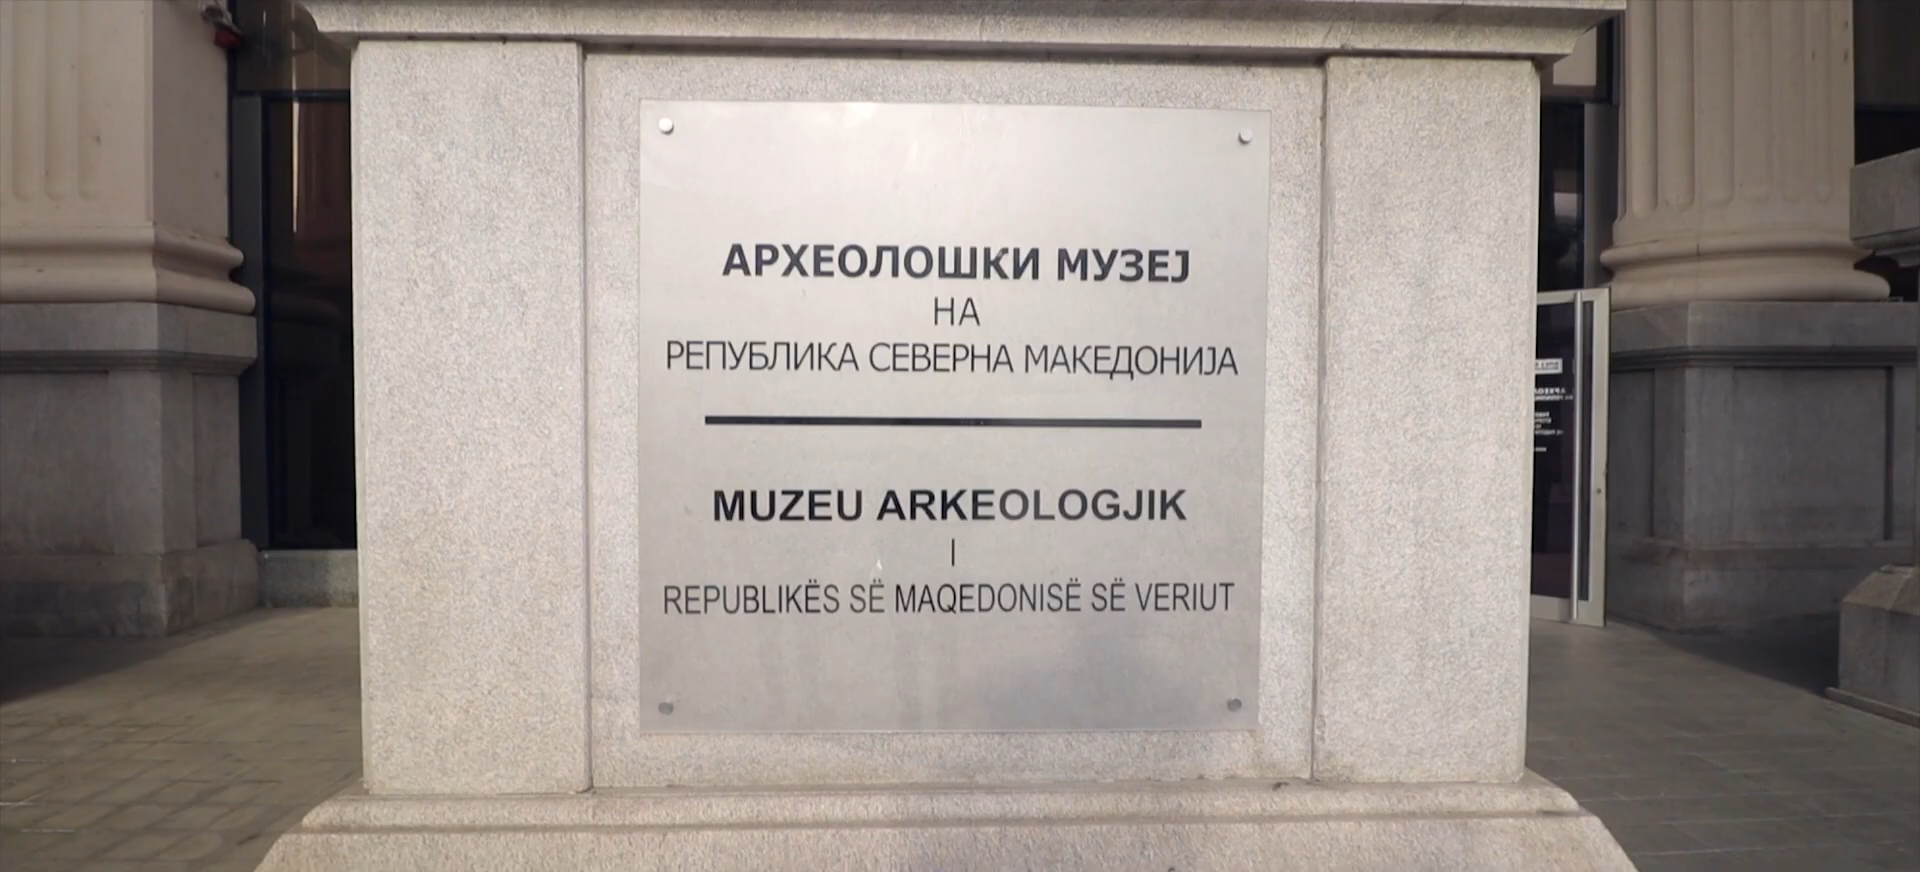 АРХЕОЛОШКИ МУЗЕЈ
НА
РЕПУБЛИКА СЕВЕРНА МАКЕДОНИЈА
MUZEU ARKEOLOGJIK
I
REPUBLIKËS SË MAQEDONISË SË VERIUT